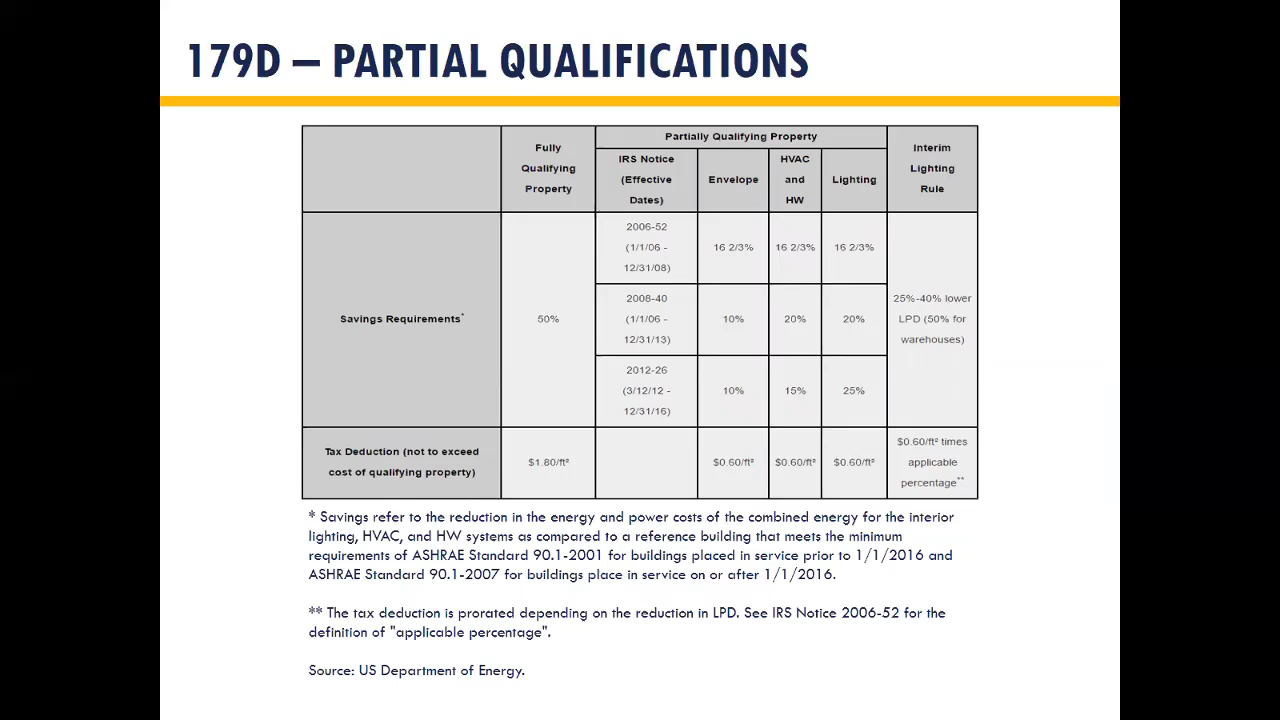 179D – PARTIAL QUALIFICATIONS
Fully
Qualifying
Property
Partially Qualifying Property
IRS Notice
(Effective
Dates)
Envelope
HVAC
and
HW
Lighting
Interim
Lighting
Rule
Savings Requirements*
50%
2006-52
(1/1/06 -
12/31/08)
16 2/3%
16 2/3%
16 2/3%
2008-40
(1/1/06 -
12/31/13)
10%
20%
20%
2012-26
(3/12/12 -
12/31/16)
10%
15%
25%
25%-40% lower
LPD (50% for
warehouses)
Tax Deduction (not to exceed
cost of qualifying property)
$1.80/ft²
$0.60/ft²
$0.60/ft²
$0.60/ft²
$0.60/ft² times
applicable
percentage**
* Savings refer to the reduction in the energy and power costs of the combined energy for the interior
lighting, HVAC, and HW systems as compared to a reference building that meets the minimum
requirements of ASHRAE Standard 90.1-2001 for buildings placed in service prior to 1/1/2016 and
ASHRAE Standard 90.1-2007 for buildings place in service on or after 1/1/2016.
** The tax deduction is prorated depending on the reduction in LPD. See IRS Notice 2006-52 for the
definition of "applicable percentage".
Source: US Department of Energy.